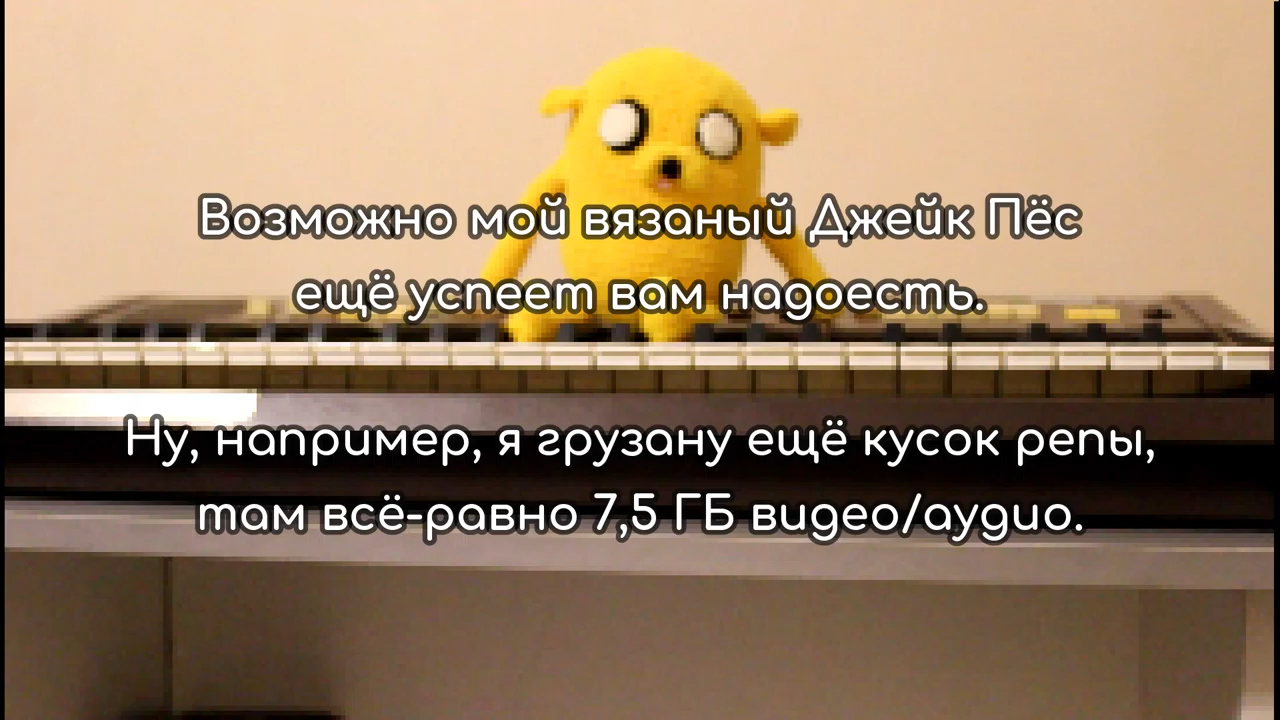 Возможно мой вязаный Джейк Пёс
ещё успеет вам надоесть.
Ну, например, я грузану ещё кусок репы,
там всё-равно 7,5 ГБ видео/аудио.